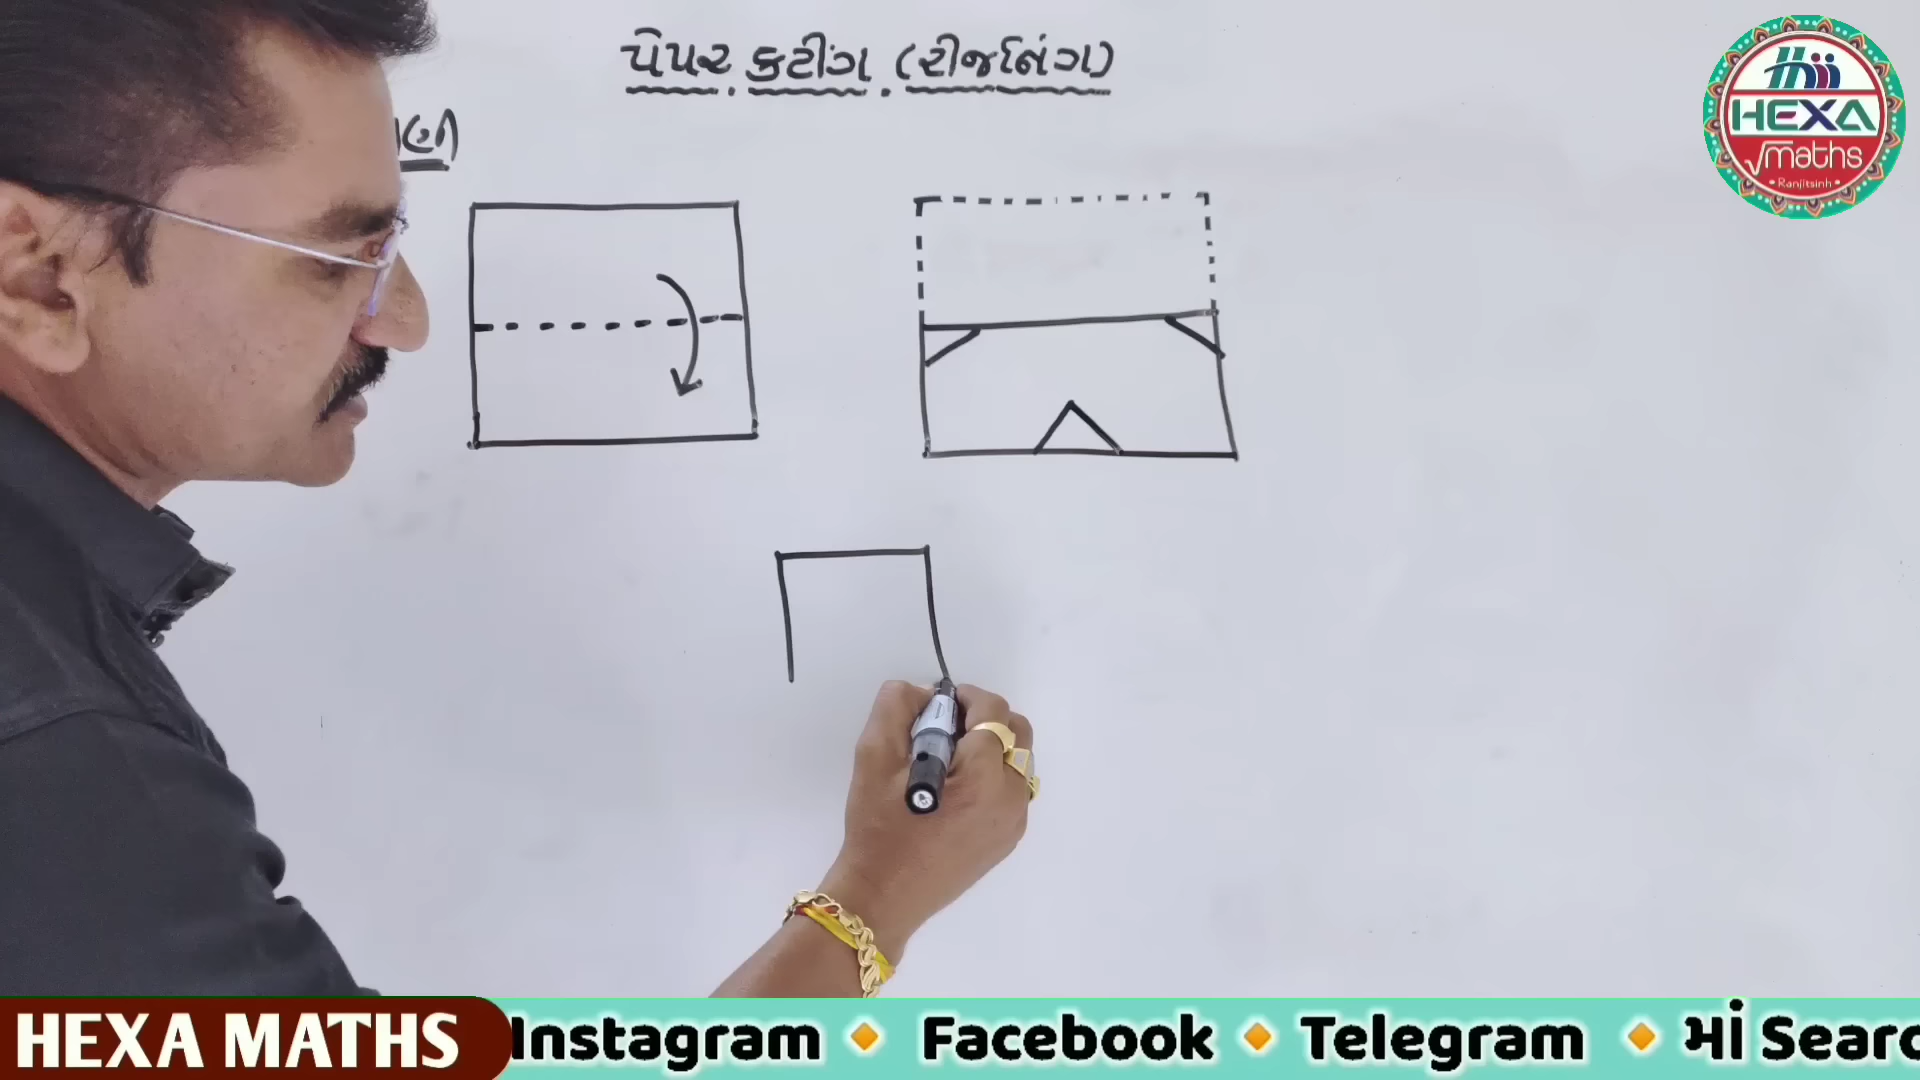 પેપર કટીંગ (રીઝનિંગ)
HEXA
maths
Ranjitsinh
HEXA MATHS Instagram 🔸 Facebook 🔸 Telegram 🔸 માં Searc